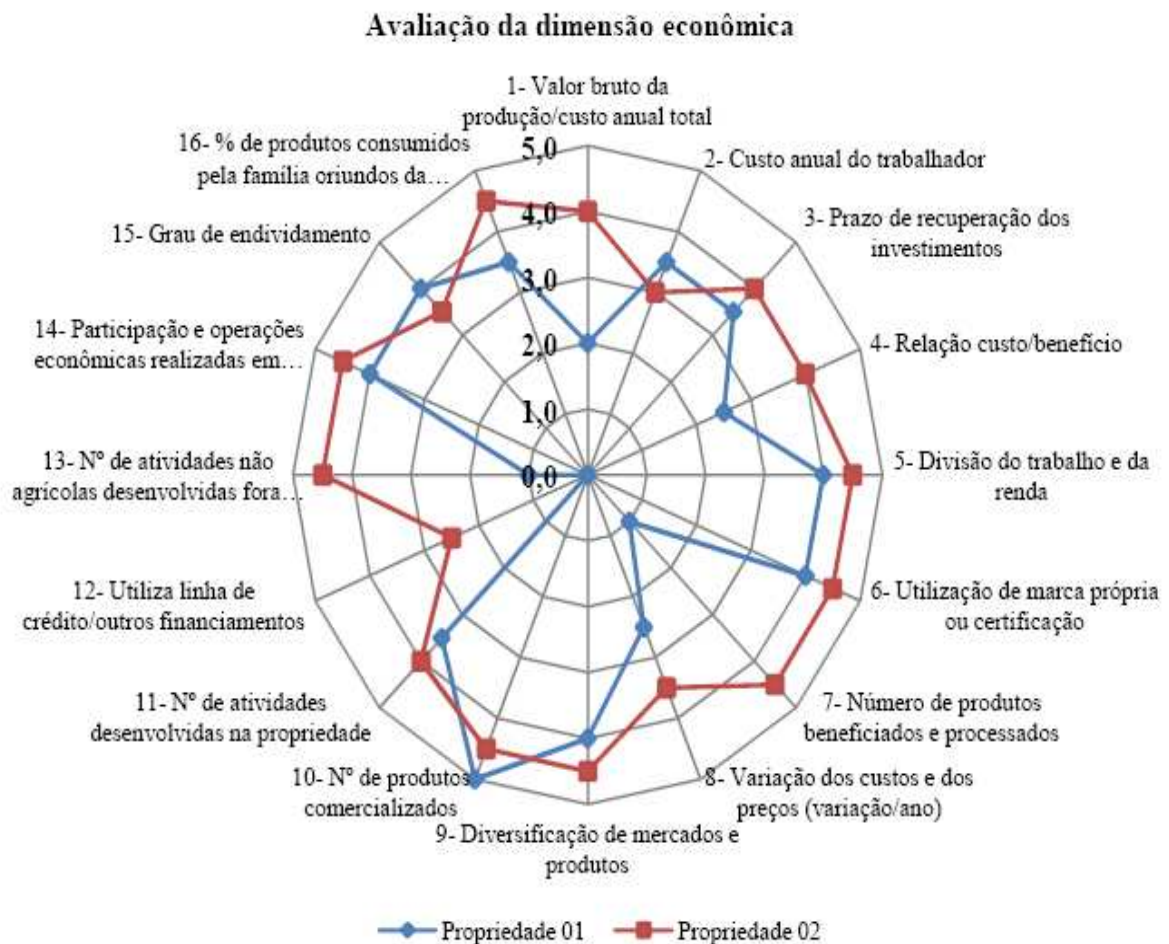 Avaliação da dimensão econômica
1- Valor bruto da
produção/custo anual total
2- Custo anual do trabalhador
3- Prazo de recuperação dos
investimentos
4- Relação custo/benefício
5- Divisão do trabalho e da
renda
6- Utilização de marca própria
ou certificação
7- Número de produtos
beneficiados e processados
8- Variação dos custos e dos
preços (variação/ano)
9- Diversificação de mercados e
produtos
10- Nº de produtos
comercializados
11- Nº de atividades
desenvolvidas na propriedade
12- Utiliza linha de
crédito/outros financiamentos
13- Nº de atividades não
agrícolas desenvolvidas fora…
14- Participação e operações
econômicas realizadas em…
15- Grau de endividamento
16- % de produtos consumidos
pela família oriundos da…
5,0
4,0
3,0
2,0
1,0
0,0
Propriedade 01
Propriedade 02